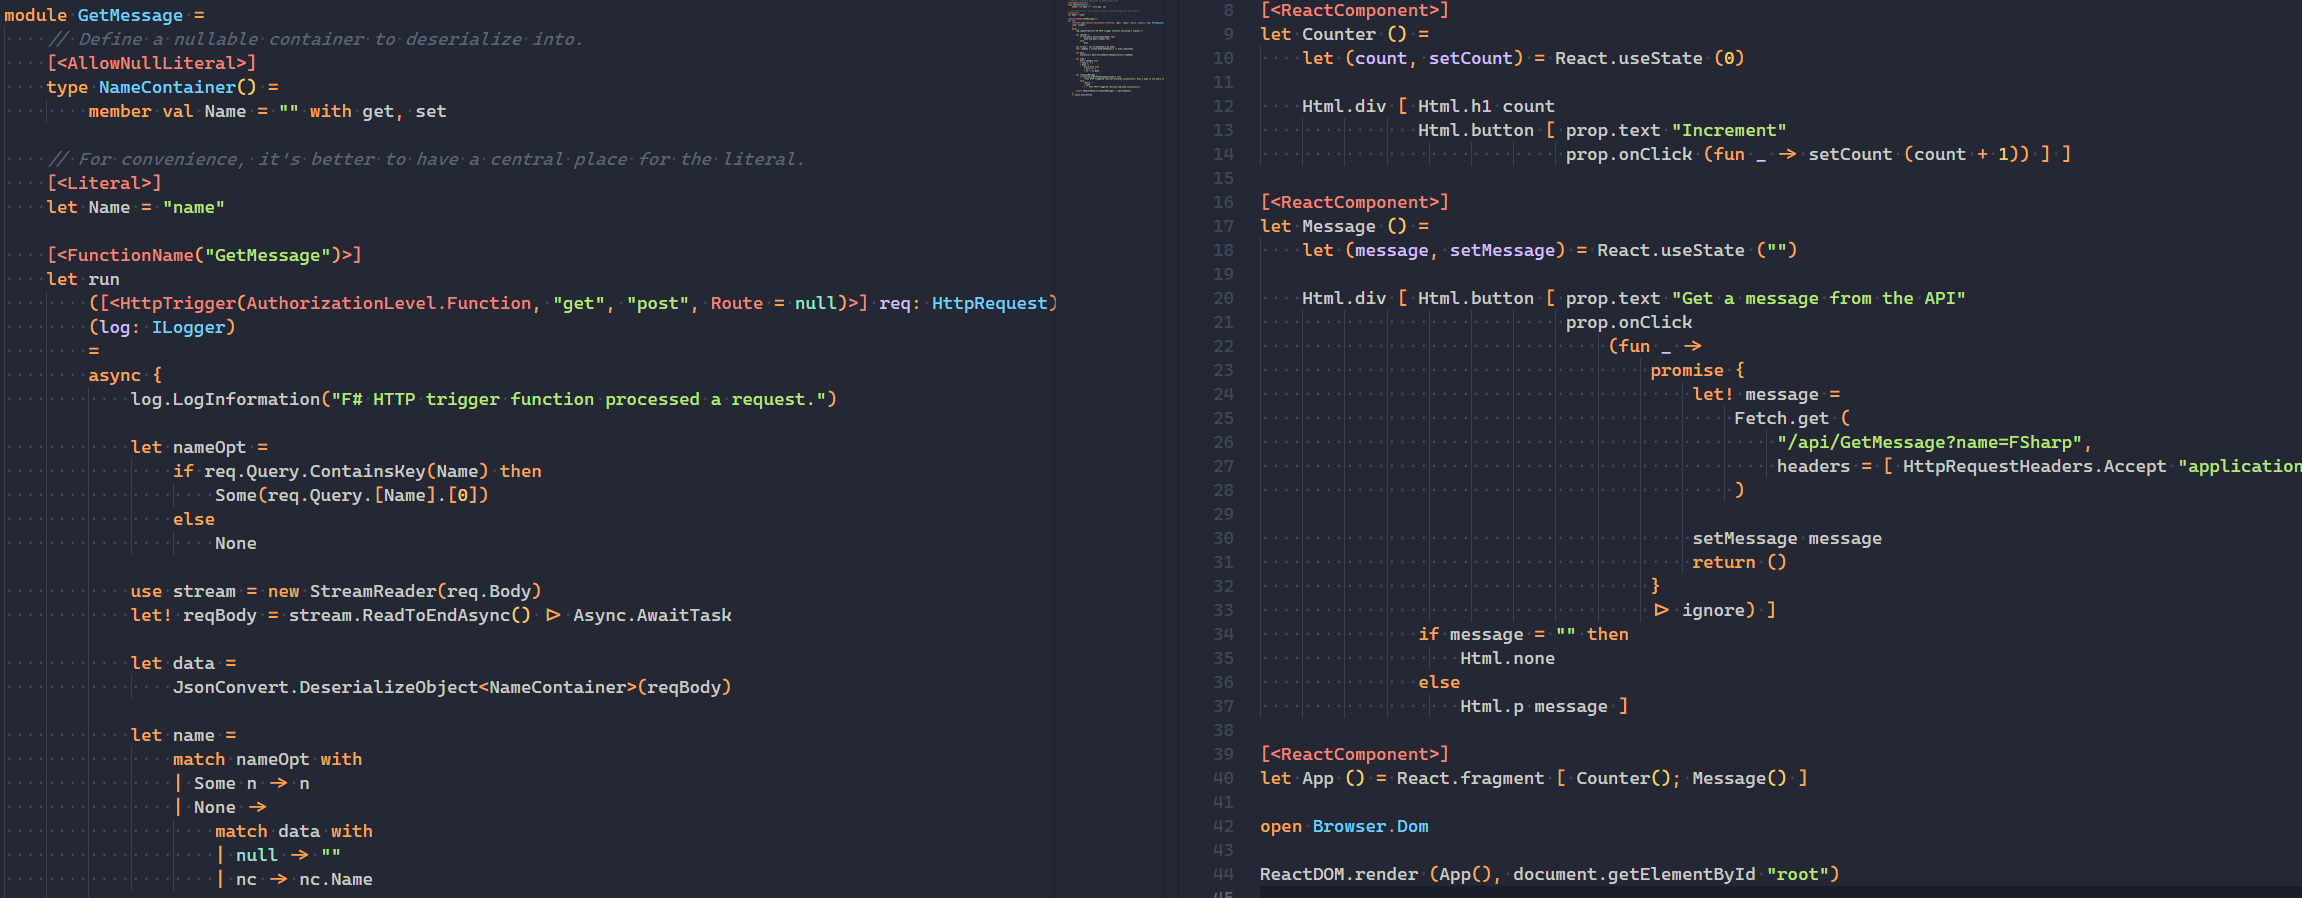 module GetMessage =
// Define a nullable container to deserialize into.
[<AllowNullLiteral>]
type NameContainer() =
member val Name = "" with get, set
// For convenience, it's better to have a central place for the literal.
[<Literal>]
let Name = "name"
[<FunctionName("GetMessage")>]
let run
([<HttpTrigger(AuthorizationLevel.Function, "get", "post", Route = null)>] req: HttpRequest)
(log: ILogger)
=
async {
log.LogInformation("F# HTTP trigger function processed a request.")
let nameOpt =
if req.Query.ContainsKey(Name) then
Some(req.Query.[Name].[0])
else
None
use stream = new StreamReader(req.Body)
let! reqBody = stream.ReadToEndAsync() |> Async.AwaitTask
let data =
JsonConvert.DeserializeObject<NameContainer>(reqBody)
let name =
match nameOpt with
| Some n -> n
| None ->
match data with
| null -> ""
| nc -> nc.Name
8 [<ReactComponent>]
9 let Counter () =
10 let (count, setCount) = React.useState (0)
11
12 Html.div [ Html.h1 count
13 Html.button [ prop.text "Increment"
14 prop.onClick (fun _ -> setCount (count + 1)) ] ]
15
16 [<ReactComponent>]
17 let Message () =
18 let (message, setMessage) = React.useState ("")
19
20 Html.div [ Html.button [ prop.text "Get a message from the API"
21 prop.onClick
22 (fun _ ->
23 promise {
24 let! message =
25 Fetch.get (
26 "/api/GetMessage?name=FSharp",
27 headers = [ HttpRequestHeaders.Accept "application
28 )
29
30 setMessage message
31 return ()
32 }
33 |> ignore) ]
34 if message = "" then
35 Html.none
36 else
37 Html.p message ]
38
39 [<ReactComponent>]
40 let App () = React.fragment [ Counter(); Message() ]
41
42 open Browser.Dom
43
44 ReactDOM.render (App(), document.getElementById "root")
45